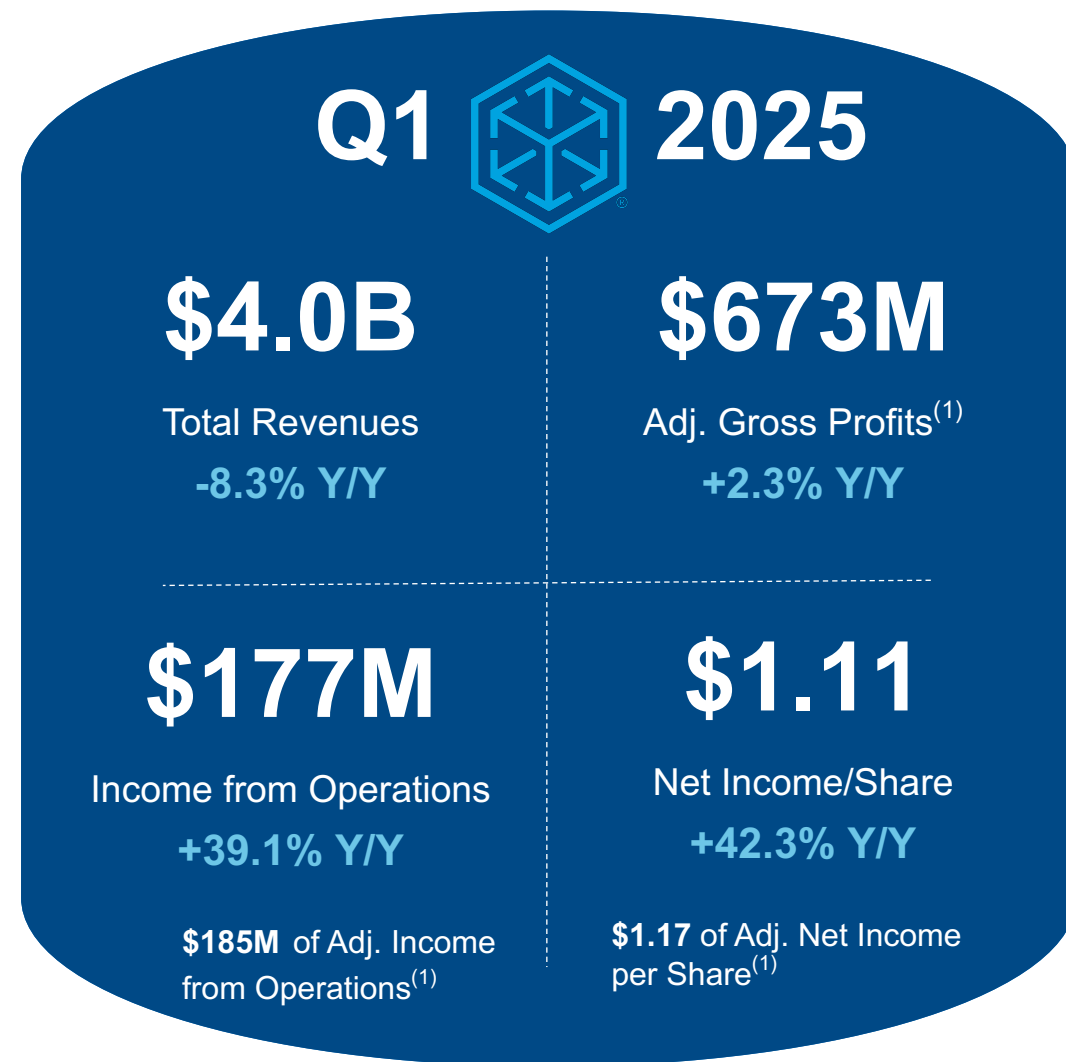 Q1 2025
®
$4.0B
Total Revenues
-8.3% Y/Y
$673M
Adj. Gross Profits(1)
+2.3% Y/Y
$177M
Income from Operations
+39.1% Y/Y
$185M of Adj. Income
from Operations(1)
$1.11
Net Income/Share
+42.3% Y/Y
$1.17 of Adj. Net Income
per Share(1)